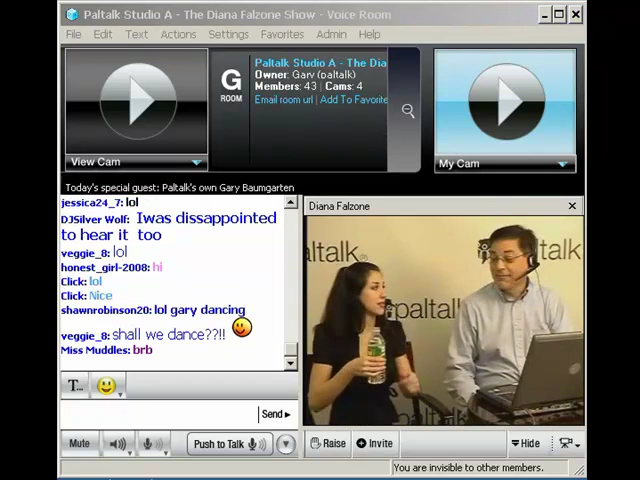 Paltalk Studio A - The Diana Falzone Show - Voice Room
File Edit Text Actions Settings Favorites Admin Help
Paltalk Studio A - The Dia
Owner: Gary (paltalk)
Members: 43 | Cams: 4
Email room url | Add To Favorite
G
ROOM
View Cam
My Cam
Today's special guest: Paltalk's own Gary Baumgarten
jessica24_7: lol
DJSilver Wolf: Iwas dissappointed
to hear it too
veggie_8: lol
honest_girl-2008: hi
Click: lol
Click: Nice
shawnrobinson20: lol gary dancing
veggie_8: shall we dance??!!
Miss Muddles: brb
Diana Falzone
paltalk
paltalk
paltalk
T...
Send
Mute
Push to Talk
Raise
Invite
Hide
You are invisible to other members.